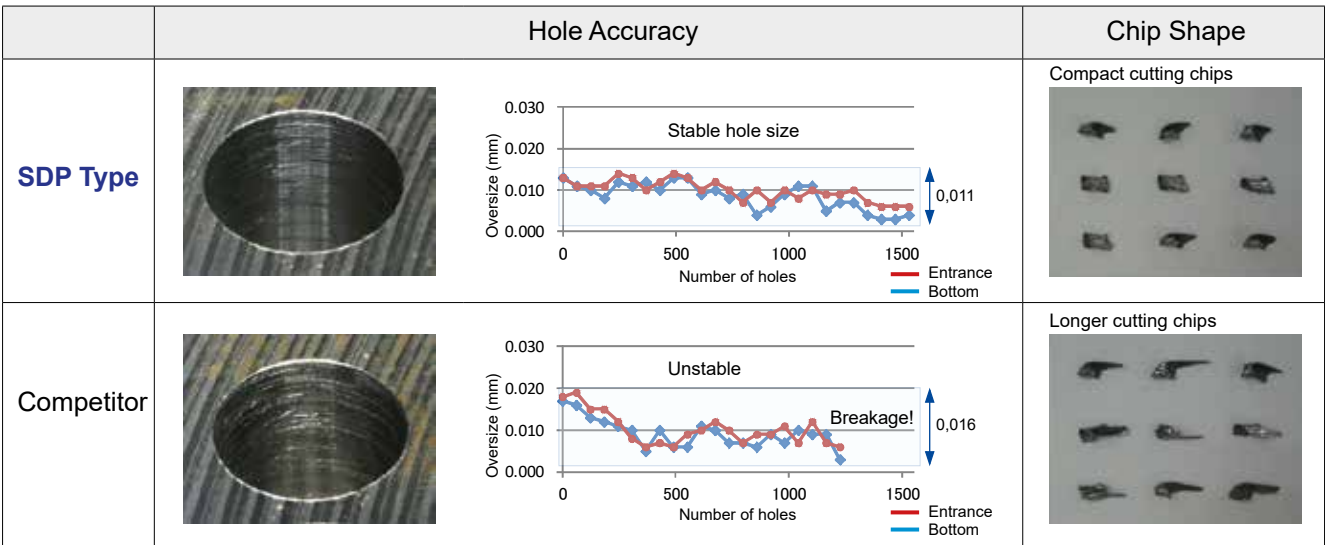 Hole Accuracy
Chip Shape
SDP Type
0.030
0.020
0.010
0.000
Oversize (mm)
Stable hole size
0,011
0
500
1000
1500
Number of holes
Entrance
Bottom
Compact cutting chips
Competitor
0.030
0.020
0.010
0.000
Oversize (mm)
Unstable
Breakage!
0,016
0
500
1000
1500
Number of holes
Entrance
Bottom
Longer cutting chips